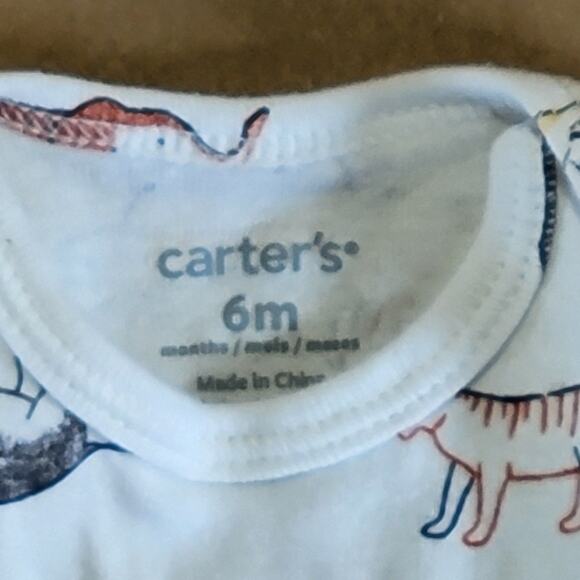 carter's®
6m
months / mois / meses
Made in China